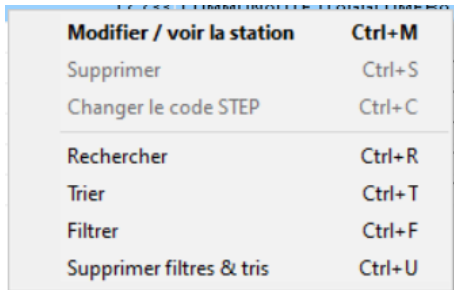 Modifier / voir la station Ctrl+M
Supprimer Ctrl+S
Changer le code STEP Ctrl+C
Rechercher Ctrl+R
Trier Ctrl+T
Filtrer Ctrl+F
Supprimer filtres & tris Ctrl+U